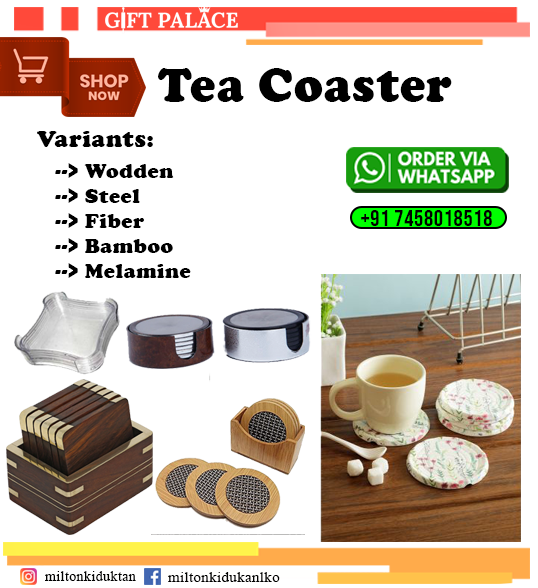 GIFT PALACE
SHOP
NOW
Tea Coaster
Variants:
--> Wodden
--> Steel
--> Fiber
--> Bamboo
--> Melamine
ORDER VIA
WHATSAPP
+91 7458018518
miltonkiduktan
miltonkidukanlko